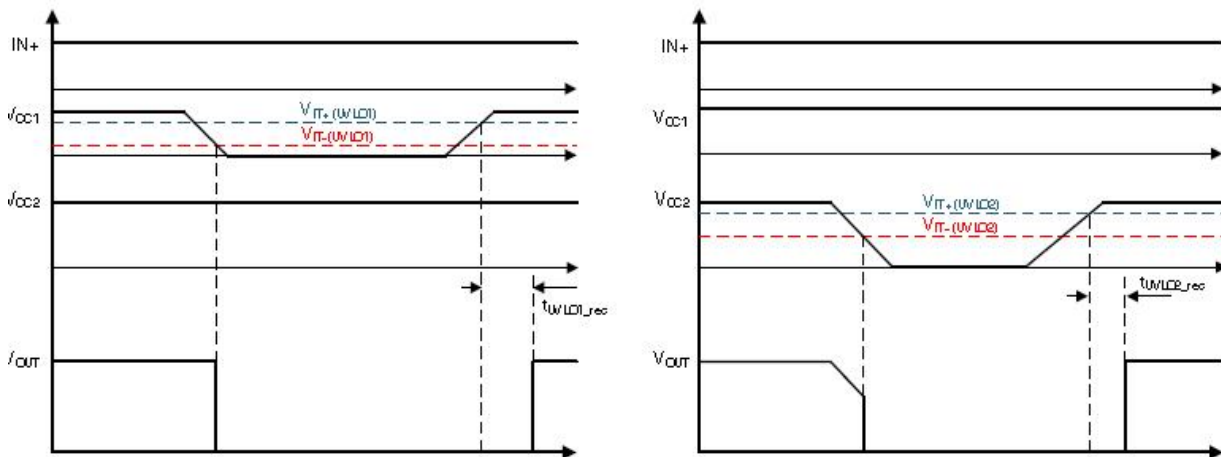 IN+
VCC1
VIT+(UVLO1)
VIT-(UVLO1)
VCC2
tUVLO1_rec
VOUT
IN+
VCC1
VCC2
VIT+(UVLO2)
VIT-(UVLO2)
tUVLO2_rec
VOUT